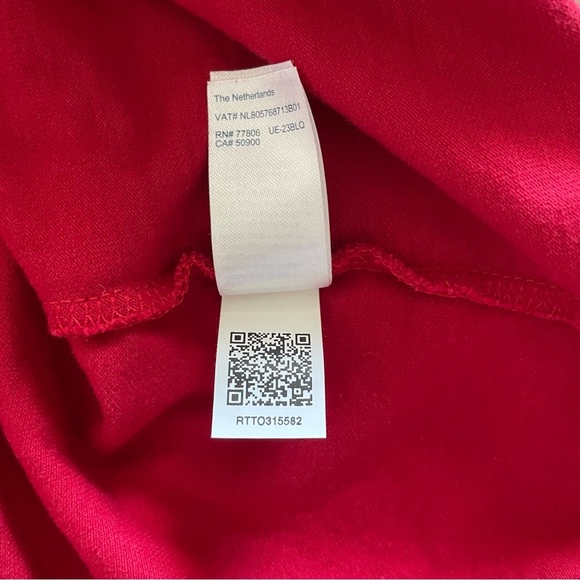 The Netherlands
VAT# NL805768713B01
RN# 77806 UE-23BLQ
CA# 50900
RTTO315582